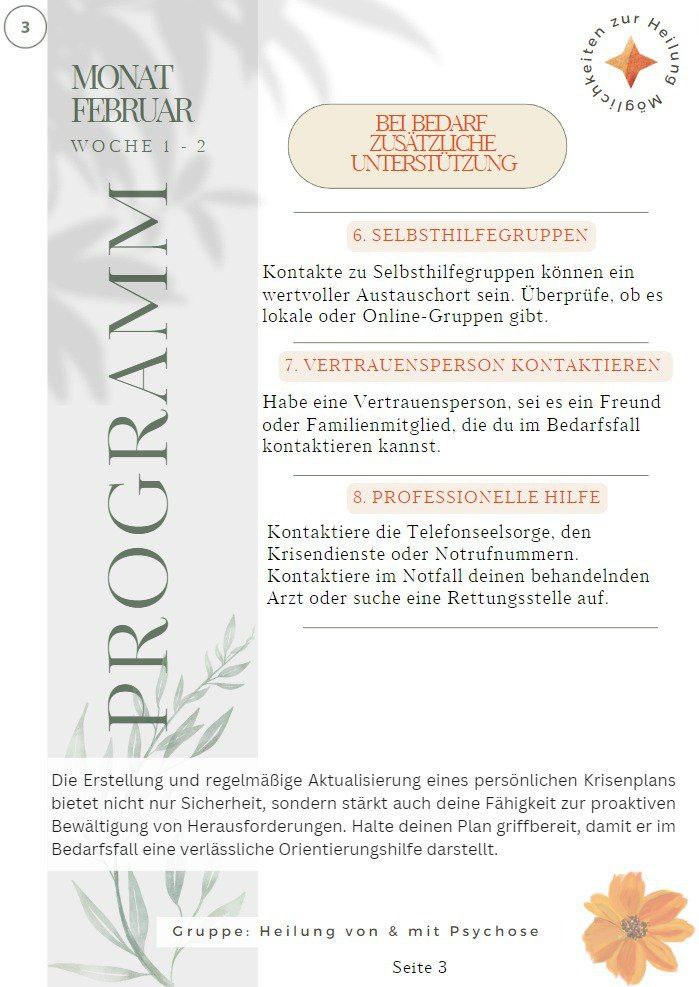 3
MONAT
FEBRUAR
WOCHE 1 - 2
PROGRAMM
Möglichkeiten zur Heilung
BEI BEDARF
ZUSÄTZLICHE
UNTERSTÜTZUNG
6. SELBSTHILFEGRUPPEN
Kontakte zu Selbsthilfegruppen können ein
wertvoller Austauschort sein. Überprüfe, ob es
lokale oder Online-Gruppen gibt.
7. VERTRAUENSPERSON KONTAKTIEREN
Habe eine Vertrauensperson, sei es ein Freund
oder Familienmitglied, die du im Bedarfsfall
kontaktieren kannst.
8. PROFESSIONELLE HILFE
Kontaktiere die Telefonseelsorge, den
Krisendienste oder Notrufnummern.
Kontaktiere im Notfall deinen behandelnden
Arzt oder suche eine Rettungsstelle auf.
Die Erstellung und regelmäßige Aktualisierung eines persönlichen Krisenplans
bietet nicht nur Sicherheit, sondern stärkt auch deine Fähigkeit zur proaktiven
Bewältigung von Herausforderungen. Halte deinen Plan griffbereit, damit er im
Bedarfsfall eine verlässliche Orientierungshilfe darstellt.
Gruppe: Heilung von & mit Psychose
Seite 3